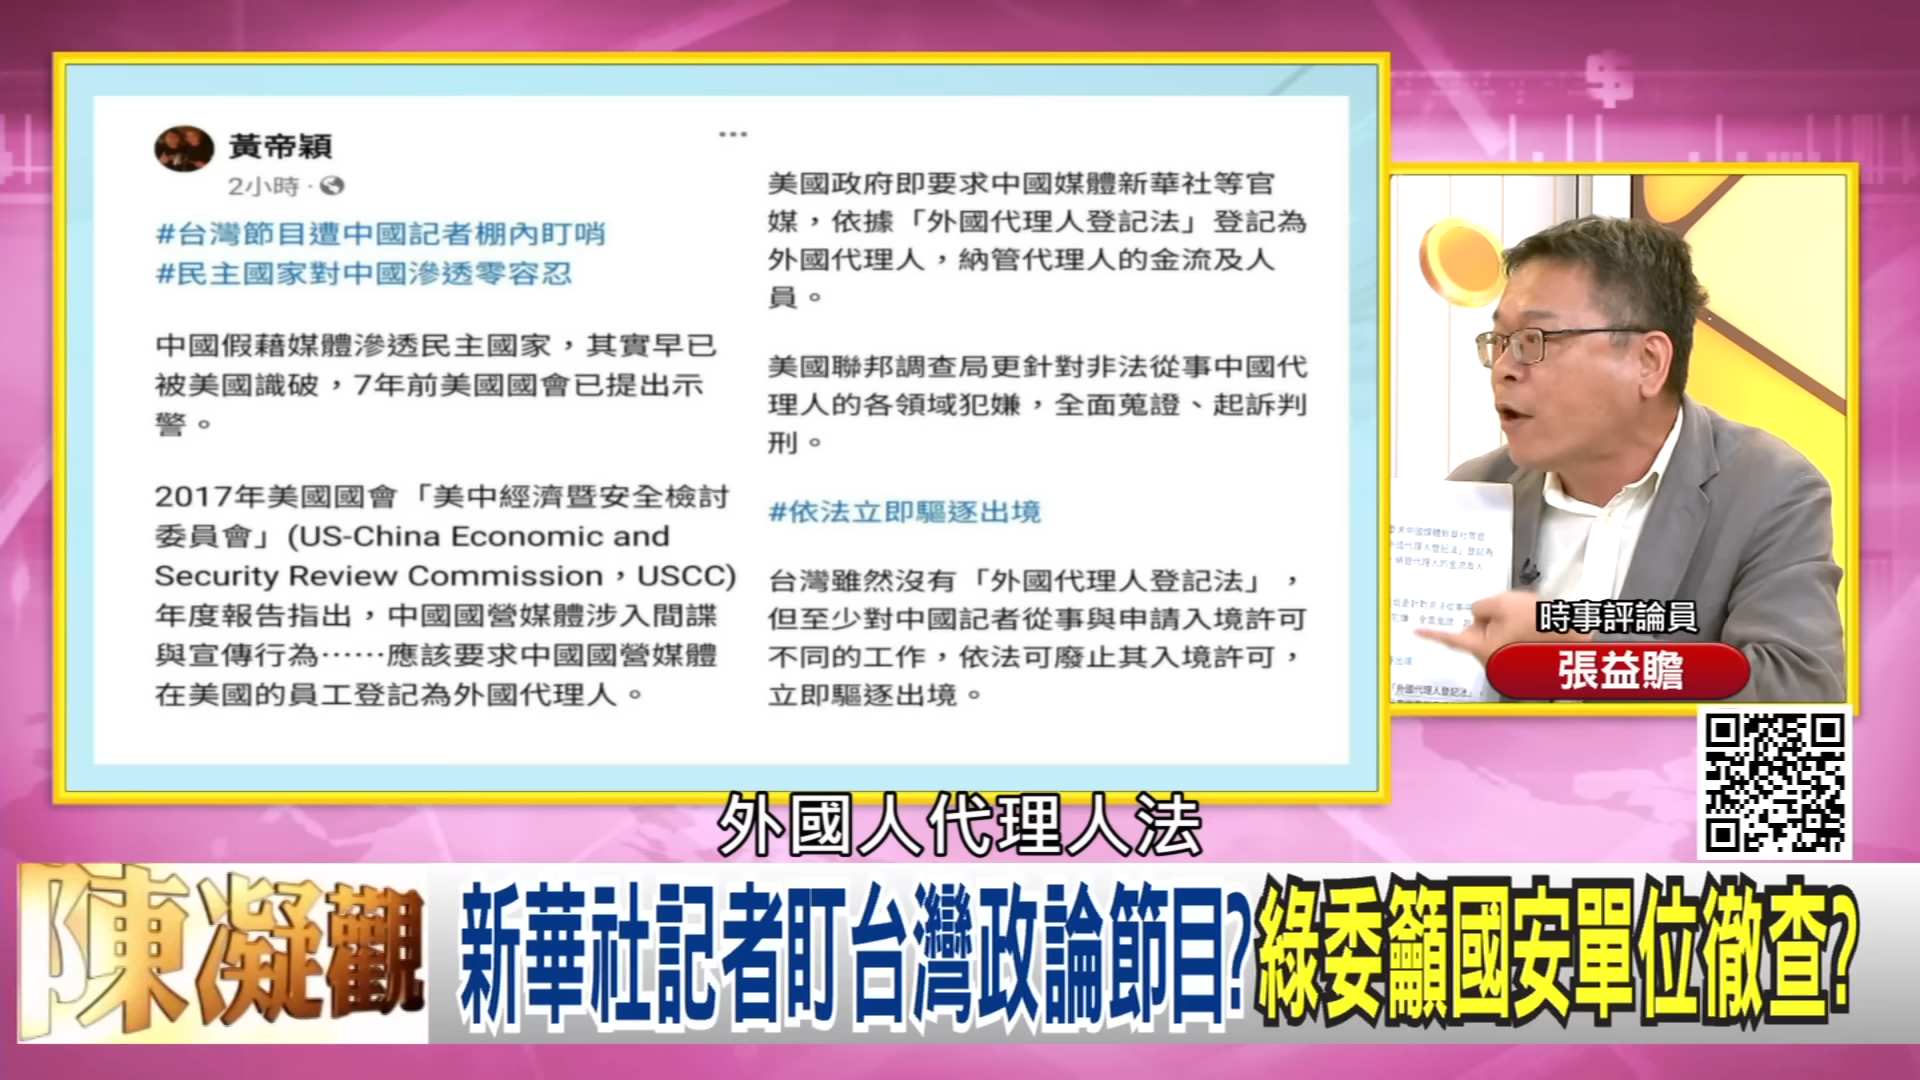 黃帝穎
2小時
#台灣節目遭中國記者棚內盯哨
#民主國家對中國滲透零容忍
中國假藉媒體滲透民主國家，其實早已
被美國識破，7年前美國國會已提出示
警。
2017年美國國會「美中經濟暨安全檢討
委員會」(US-China Economic and
Security Review Commission，USCC)
年度報告指出，中國國營媒體涉入間諜
與宣傳行為⋯⋯應該要求中國國營媒體
在美國的員工登記為外國代理人。
美國政府即要求中國媒體新華社等官
媒，依據「外國代理人登記法」登記為
外國代理人，納管代理人的金流及人
員。
美國聯邦調查局更針對非法從事中國代
理人的各領域犯嫌，全面蒐證、起訴判
刑。
#依法立即驅逐出境
台灣雖然沒有「外國代理人登記法」，
但至少對中國記者從事與申請入境許可
不同的工作，依法可廢止其入境許可，
立即驅逐出境。
時事評論員
張益贍
外國人代理人法
陳凝觀
新華社記者盯台灣政論節目?綠委籲國安單位徹查?